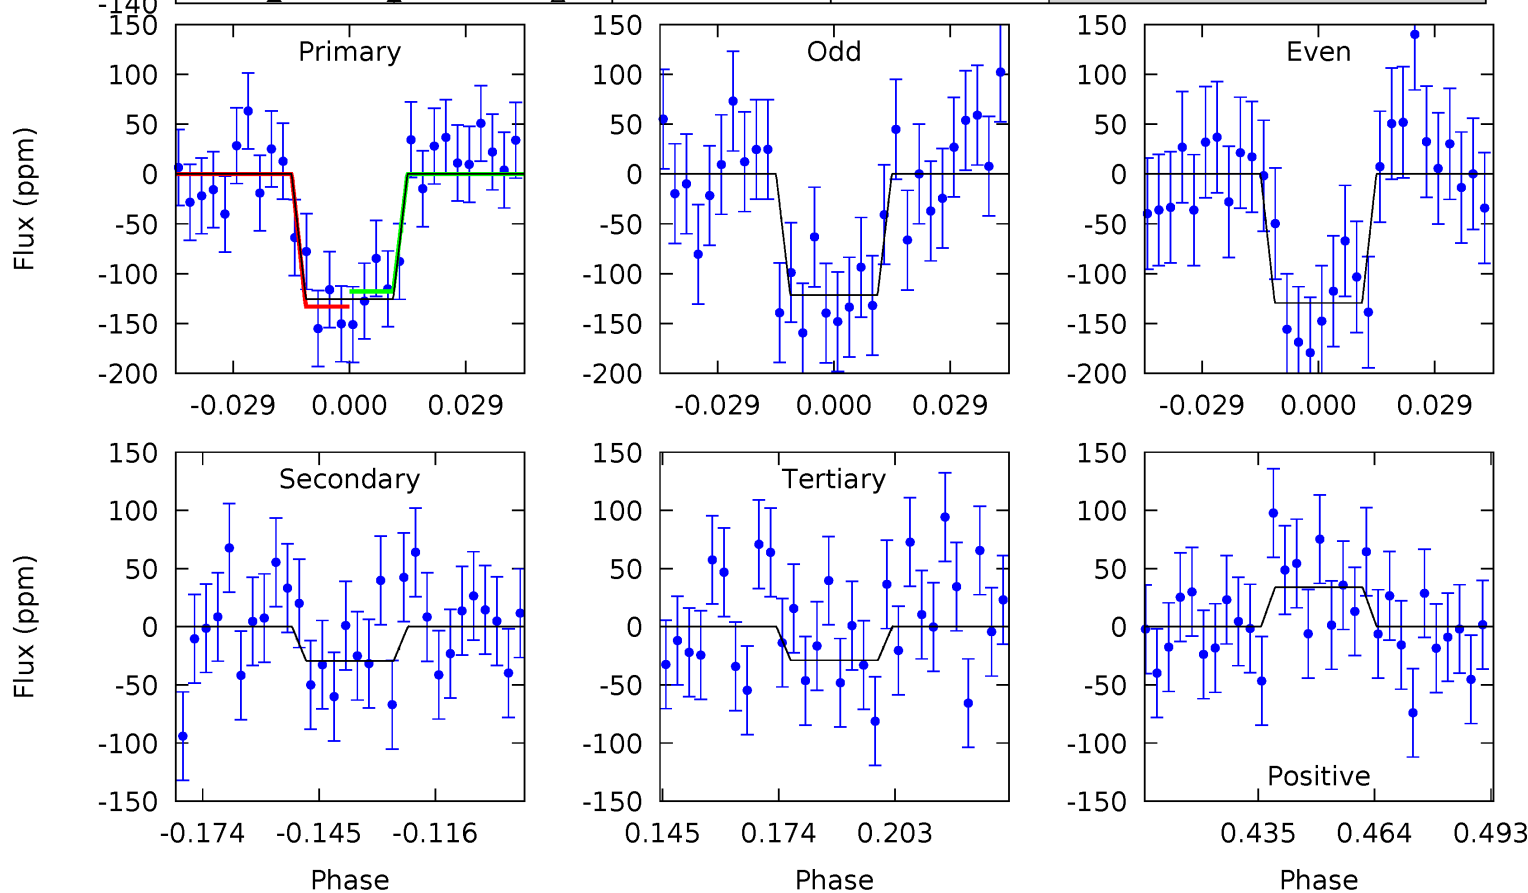 -140
150 150 150
Primary Odd Even
100 100 100
50 50 50
0 0 0
-50 -50 -50
-100 -100 -100
-150 -150 -150
-200 -200 -200
Flux (ppm)
-0.029 0.000 0.029 -0.029 0.000 0.029 -0.029 0.000 0.029
150 150 150
Secondary Tertiary
100 100 100
50 50 50
0 0 0
-50 -50 -50
-100 -100 -100
Positive
-150 -150 -150
Flux (ppm)
-0.174 -0.145 -0.116 0.145 0.174 0.203 0.435 0.464 0.493
Phase Phase Phase